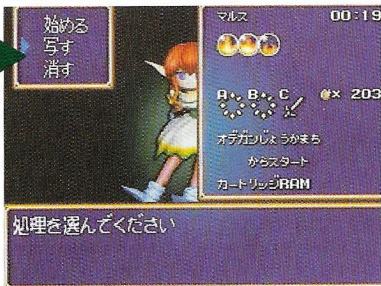 始める
写す
消す
マルス 00:19
A B C × 203
オデガンじょうかまち
からスタート
カートリッジRAM
処理を選んでください